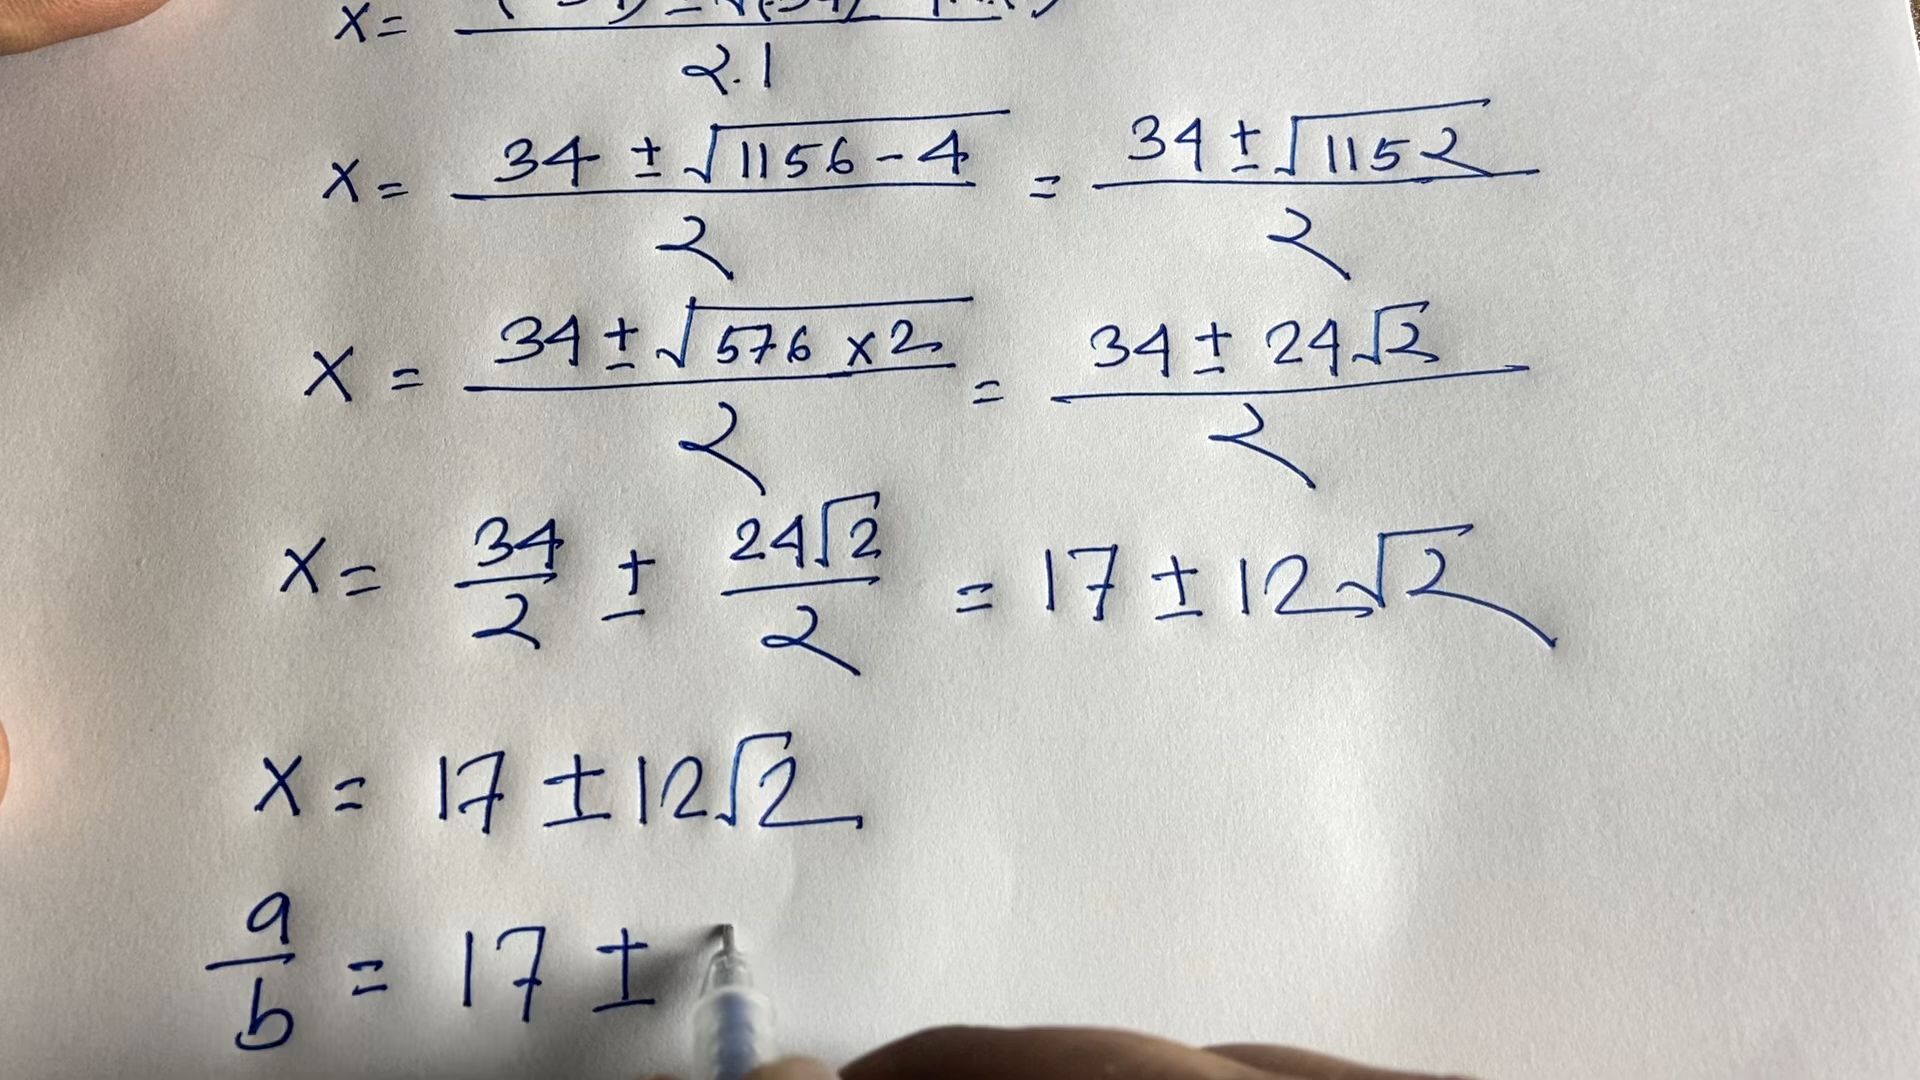 x =
2.1
x = 34 ± √1156 - 4 / 2 = 34 ± √1152 / 2
x = 34 ± √576 x 2 / 2 = 34 ± 24√2 / 2
x = 34/2 ± 24√2/2 = 17 ± 12√2
x = 17 ± 12√2
a/b = 17 ±